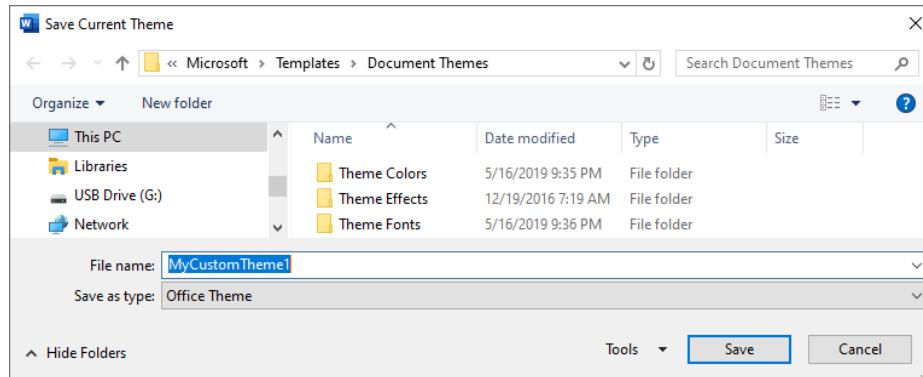 Save Current Theme
« Microsoft > Templates > Document Themes
Search Document Themes
Organize New folder
Name Date modified Type Size
This PC
Libraries
USB Drive (G:)
Network
Theme Colors 5/16/2019 9:35 PM File folder
Theme Effects 12/19/2016 7:19 AM File folder
Theme Fonts 5/16/2019 9:36 PM File folder
File name: MyCustomTheme1
Save as type: Office Theme
Hide Folders Tools Save Cancel